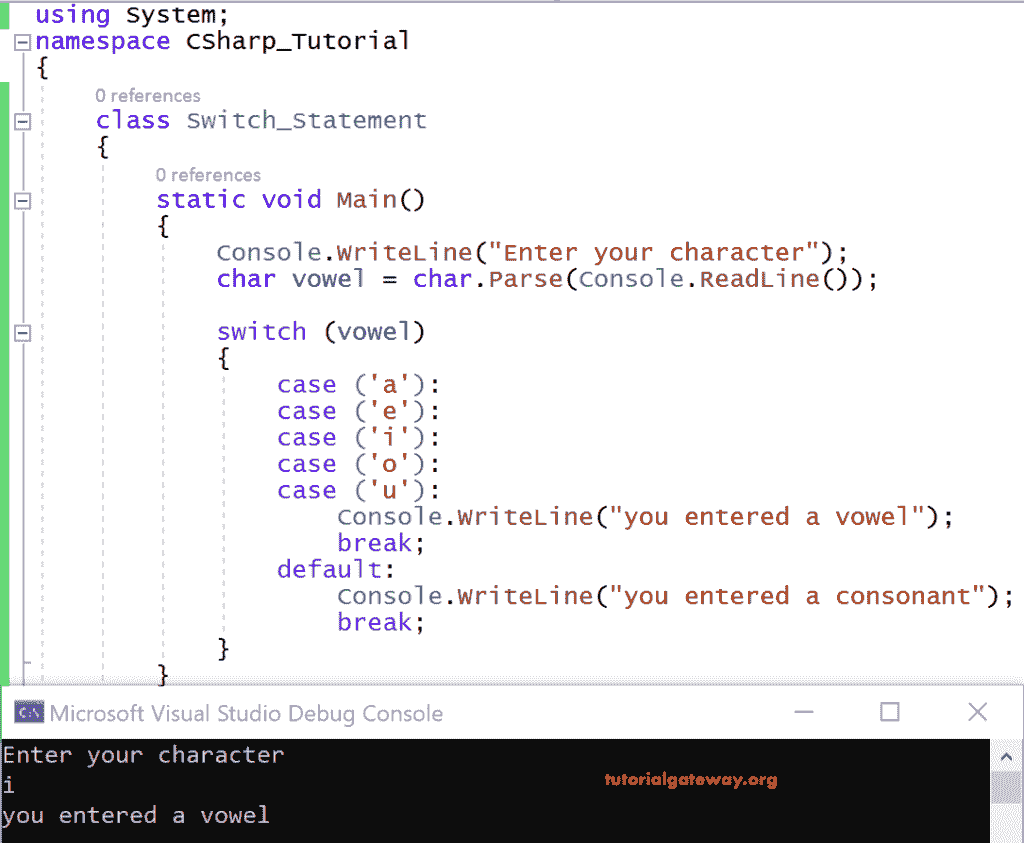 using System;
namespace CSharp_Tutorial
{
0 references
class Switch_Statement
{
0 references
static void Main()
{
Console.WriteLine("Enter your character");
char vowel = char.Parse(Console.ReadLine());
switch (vowel)
{
case ('a'):
case ('e'):
case ('i'):
case ('o'):
case ('u'):
Console.WriteLine("you entered a vowel");
break;
default:
Console.WriteLine("you entered a consonant");
break;
}
}
C:\ Microsoft Visual Studio Debug Console
Enter your character
tutorialgateway.org
i
you entered a vowel